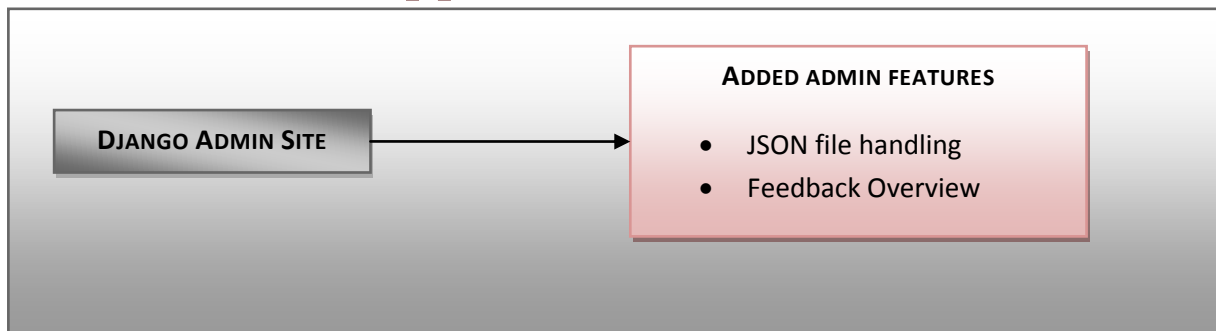 ADDED ADMIN FEATURES
DJANGO ADMIN SITE
• JSON file handling
• Feedback Overview